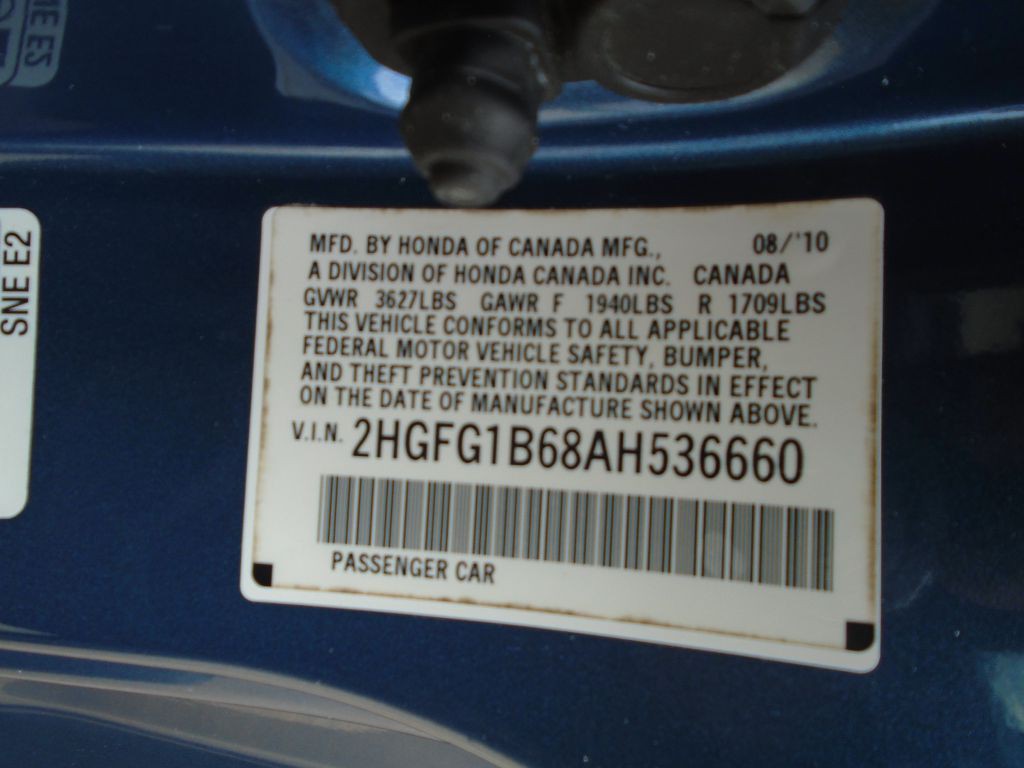 MFD. BY HONDA OF CANADA MFG., 08/'10
A DIVISION OF HONDA CANADA INC. CANADA
GVWR 3627LBS GAWR F 1940LBS R 1709LBS
THIS VEHICLE CONFORMS TO ALL APPLICABLE
FEDERAL MOTOR VEHICLE SAFETY, BUMPER,
AND THEFT PREVENTION STANDARDS IN EFFECT
ON THE DATE OF MANUFACTURE SHOWN ABOVE.
V.I.N. 2HGFG1B68AH536660
PASSENGER CAR
SNE E2